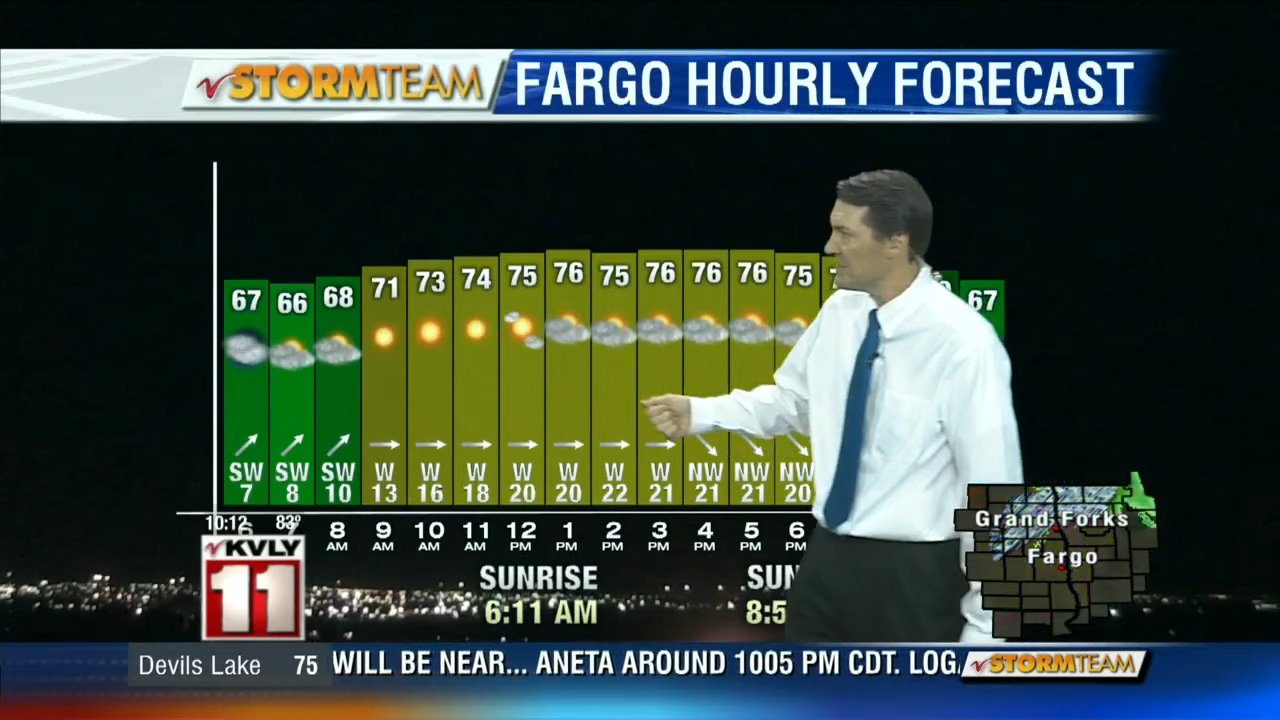 STORMTEAM FARGO HOURLY FORECAST
67 66 68 71 73 74 75 76 75 76 76 76 75 67
SW SW SW W W W W W W W NW NW NW
7 8 10 13 16 18 20 20 22 21 21 21 20
10:12 83º 8 9 10 11 12 1 2 3 4 5 6
AM AM AM AM PM PM PM PM PM PM PM
KVLY
11
SUNRISE
6:11 AM
Grand Forks
Fargo
Devils Lake 75 WILL BE NEAR... ANETA AROUND 1005 PM CDT. STORMTEAM